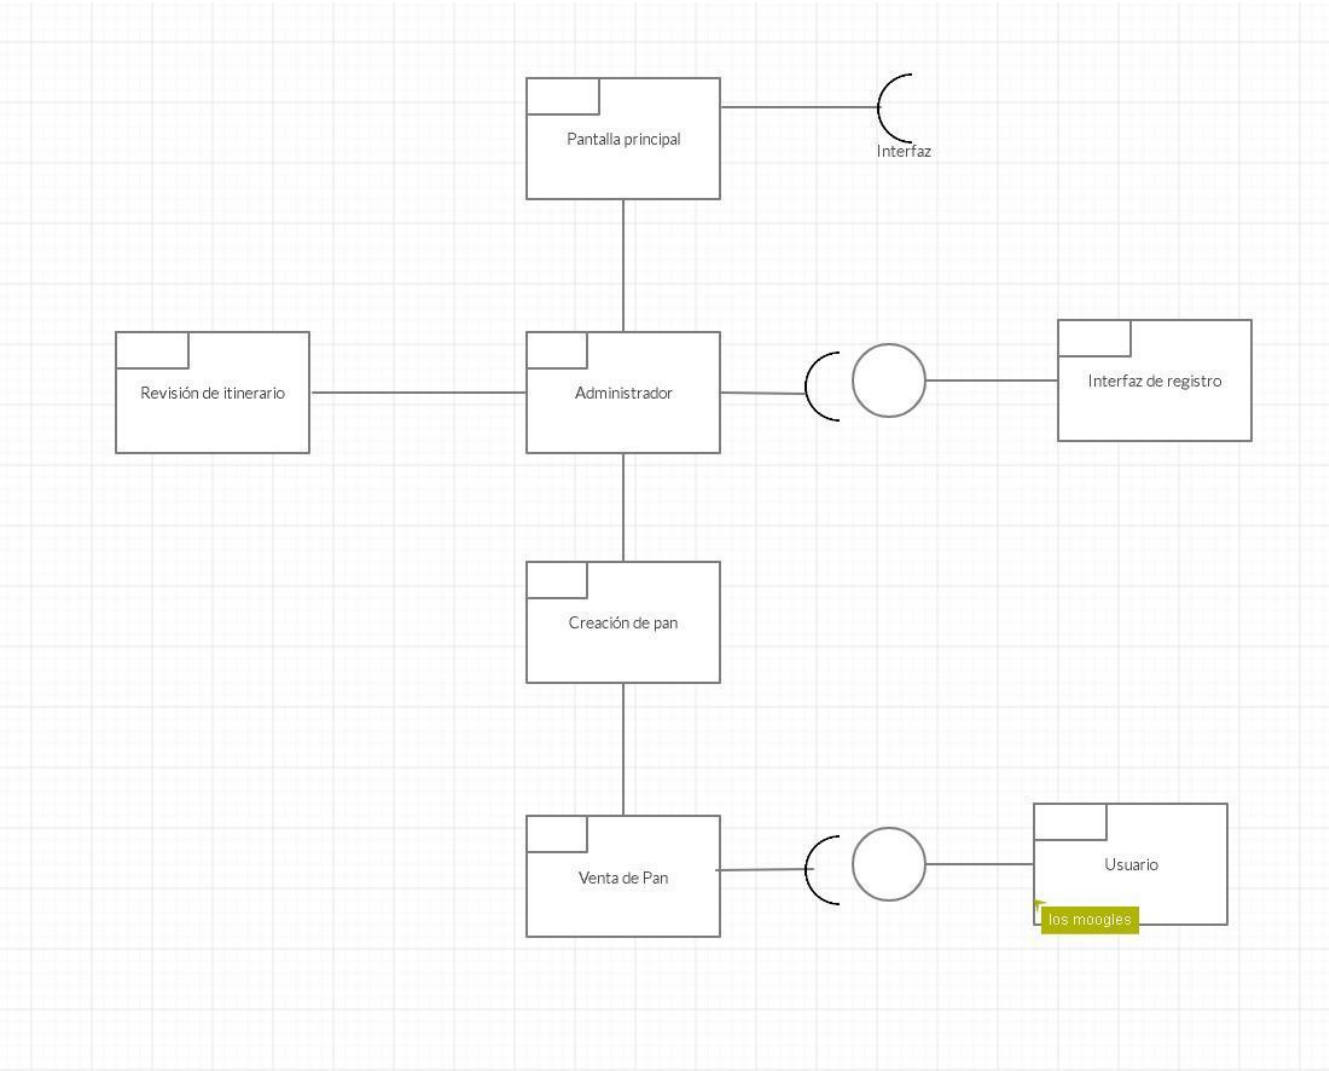 Pantalla principal
Interfaz
Revisión de itinerario
Administrador
Interfaz de registro
Creación de pan
Venta de Pan
Usuario
los moogles